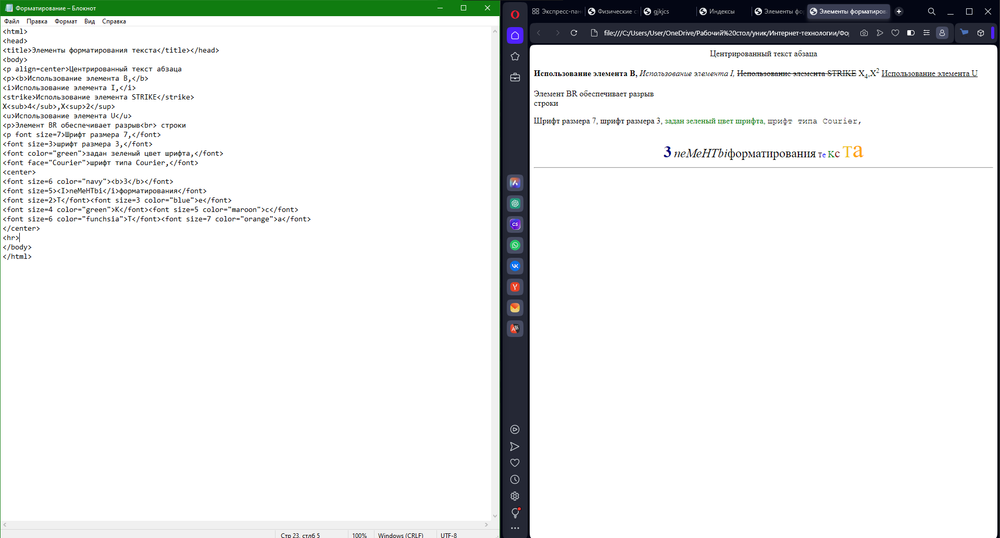 Форматирование – Блокнот
Файл Правка Формат Вид Справка
<html>
<head>
<title>Элементы форматирования текста</title></head>
<body>
<p align=center>Центрированный текст абзаца
<p><b>Использование элемента B,</b>
<i>Использование элемента I,</i>
<strike>Использование элемента STRIKE</strike>
X<sub>4</sub>,X<sup>2</sup>
<u>Использование элемента U</u>
<p>Элемент BR обеспечивает разрыв<br> строки
<p font size=7>Шрифт размера 7,</font>
<font size=3>шрифт размера 3,</font>
<font color="green">задан зеленый цвет шрифта,</font>
<font face="Courier">шрифт типа Courier,</font>
<center>
<font size=6 color="navy"><b>3</b></font>
<font size=5><I>neMeHTbi</i>форматирования</font>
<font size=2>T</font><font size=3 color="blue">e</font>
<font size=4 color="green">K</font><font size=5 color="maroon">c</font>
<font size=6 color="funchsia">T</font><font size=7 color="orange">a</font>
</center>
<hr>
</body>
</html>
Стр 23, стлб 5 100% Windows (CRLF) UTF-8
Экспресс-пан Физические с gjkjcs Индексы Элементы фо Элементы форматиров
file:///C:/Users/User/OneDrive/Рабочий%20стол/уник/Интернет-технологии/Фор
Центрированный текст абзаца
Использование элемента B, Использование элемента I, Использование элемента STRIKE X4,X2 Использование элемента U
Элемент BR обеспечивает разрыв
строки
Шрифт размера 7, шрифт размера 3, задан зеленый цвет шрифта, шрифт типа Courier,
3 neMeHTbiформатирования Te Kc Ta
CS